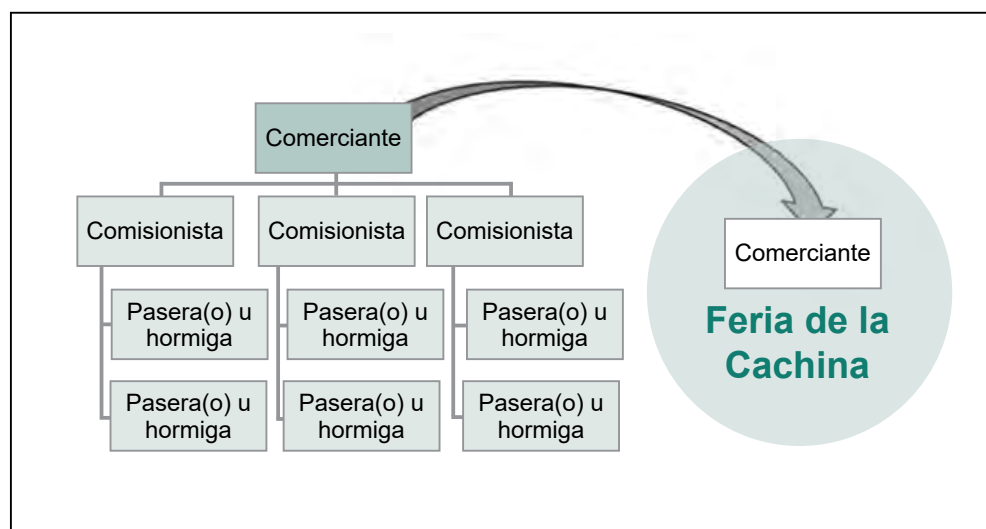 Comerciante
Comisionista
Comisionista
Comisionista
Pasera(o) u
hormiga
Pasera(o) u
hormiga
Pasera(o) u
hormiga
Pasera(o) u
hormiga
Pasera(o) u
hormiga
Pasera(o) u
hormiga
Comerciante
Feria de la
Cachina